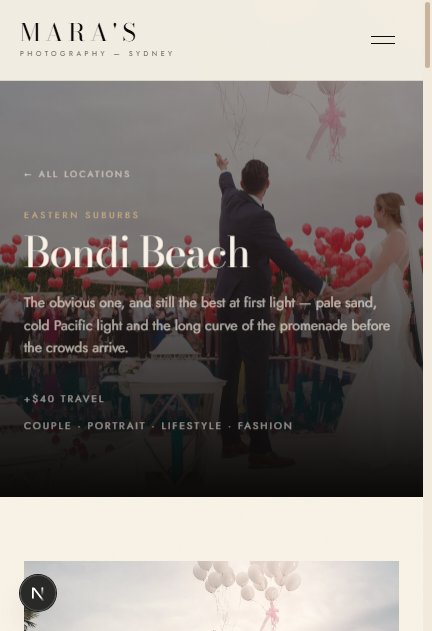 MARA'S
PHOTOGRAPHY — SYDNEY
← ALL LOCATIONS
EASTERN SUBURBS
Bondi Beach
The obvious one, and still the best at first light — pale sand,
cold Pacific light and the long curve of the promenade before
the crowds arrive.
+$40 TRAVEL
COUPLE · PORTRAIT · LIFESTYLE · FASHION
N